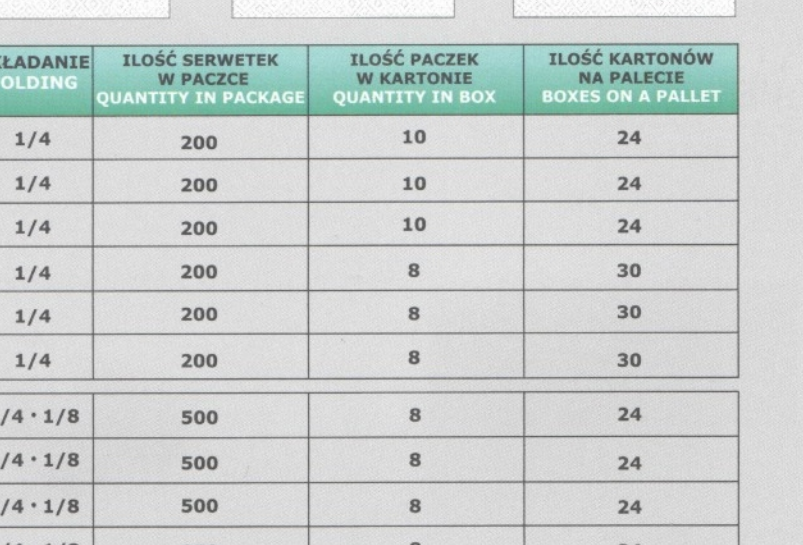 KŁADANIE ILOŚĆ SERWETEK ILOŚĆ PACZEK ILOŚĆ KARTONÓW
OLDING W PACZCE W KARTONIE NA PALECIE
QUANTITY IN PACKAGE QUANTITY IN BOX BOXES ON A PALLET
1/4 200 10 24
1/4 200 10 24
1/4 200 10 24
1/4 200 8 30
1/4 200 8 30
1/4 200 8 30
/4 · 1/8 500 8 24
/4 · 1/8 500 8 24
/4 · 1/8 500 8 24